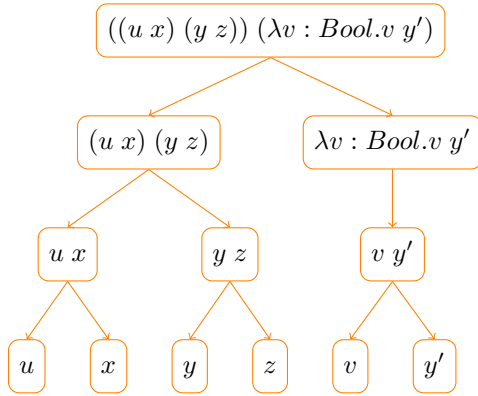 ((u x) (y z)) (λv : Bool.v y′)
(u x) (y z) λv : Bool.v y′
u x y z v y′
u x y z v y′